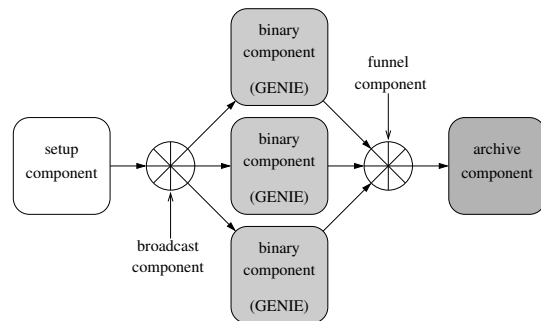 binary
component
(GENIE)
funnel
component
setup
component
binary
component
(GENIE)
archive
component
broadcast
component
binary
component
(GENIE)